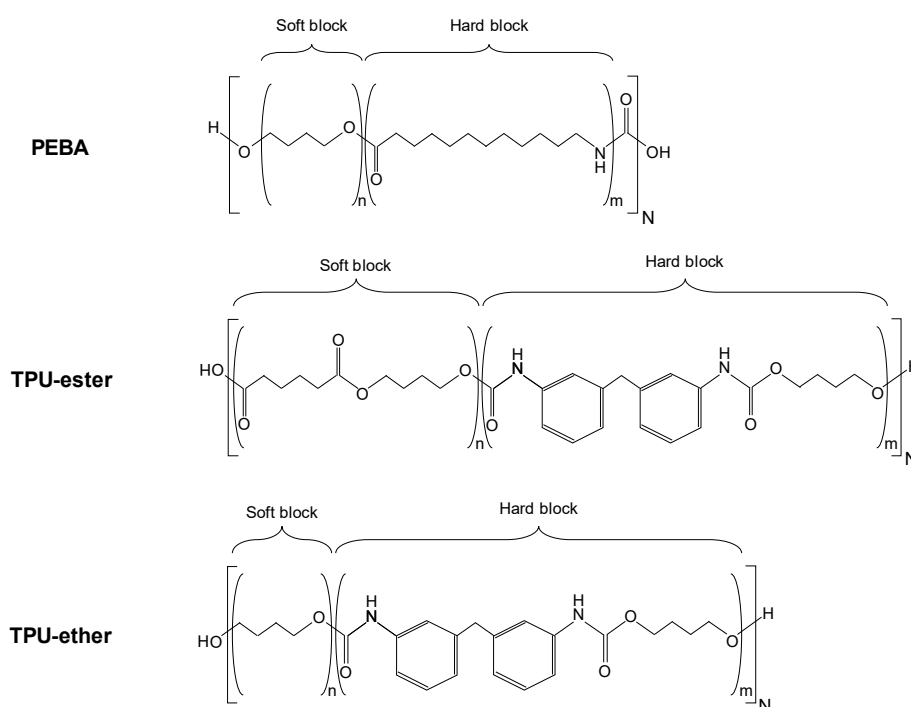 Soft block Hard block
PEBA
H O O O N H O OH n m N
Soft block Hard block
TPU-ester
HO O O O O O H N H N O O O H n m N
Soft block Hard block
TPU-ether
HO O O H N H N O O O H n m N